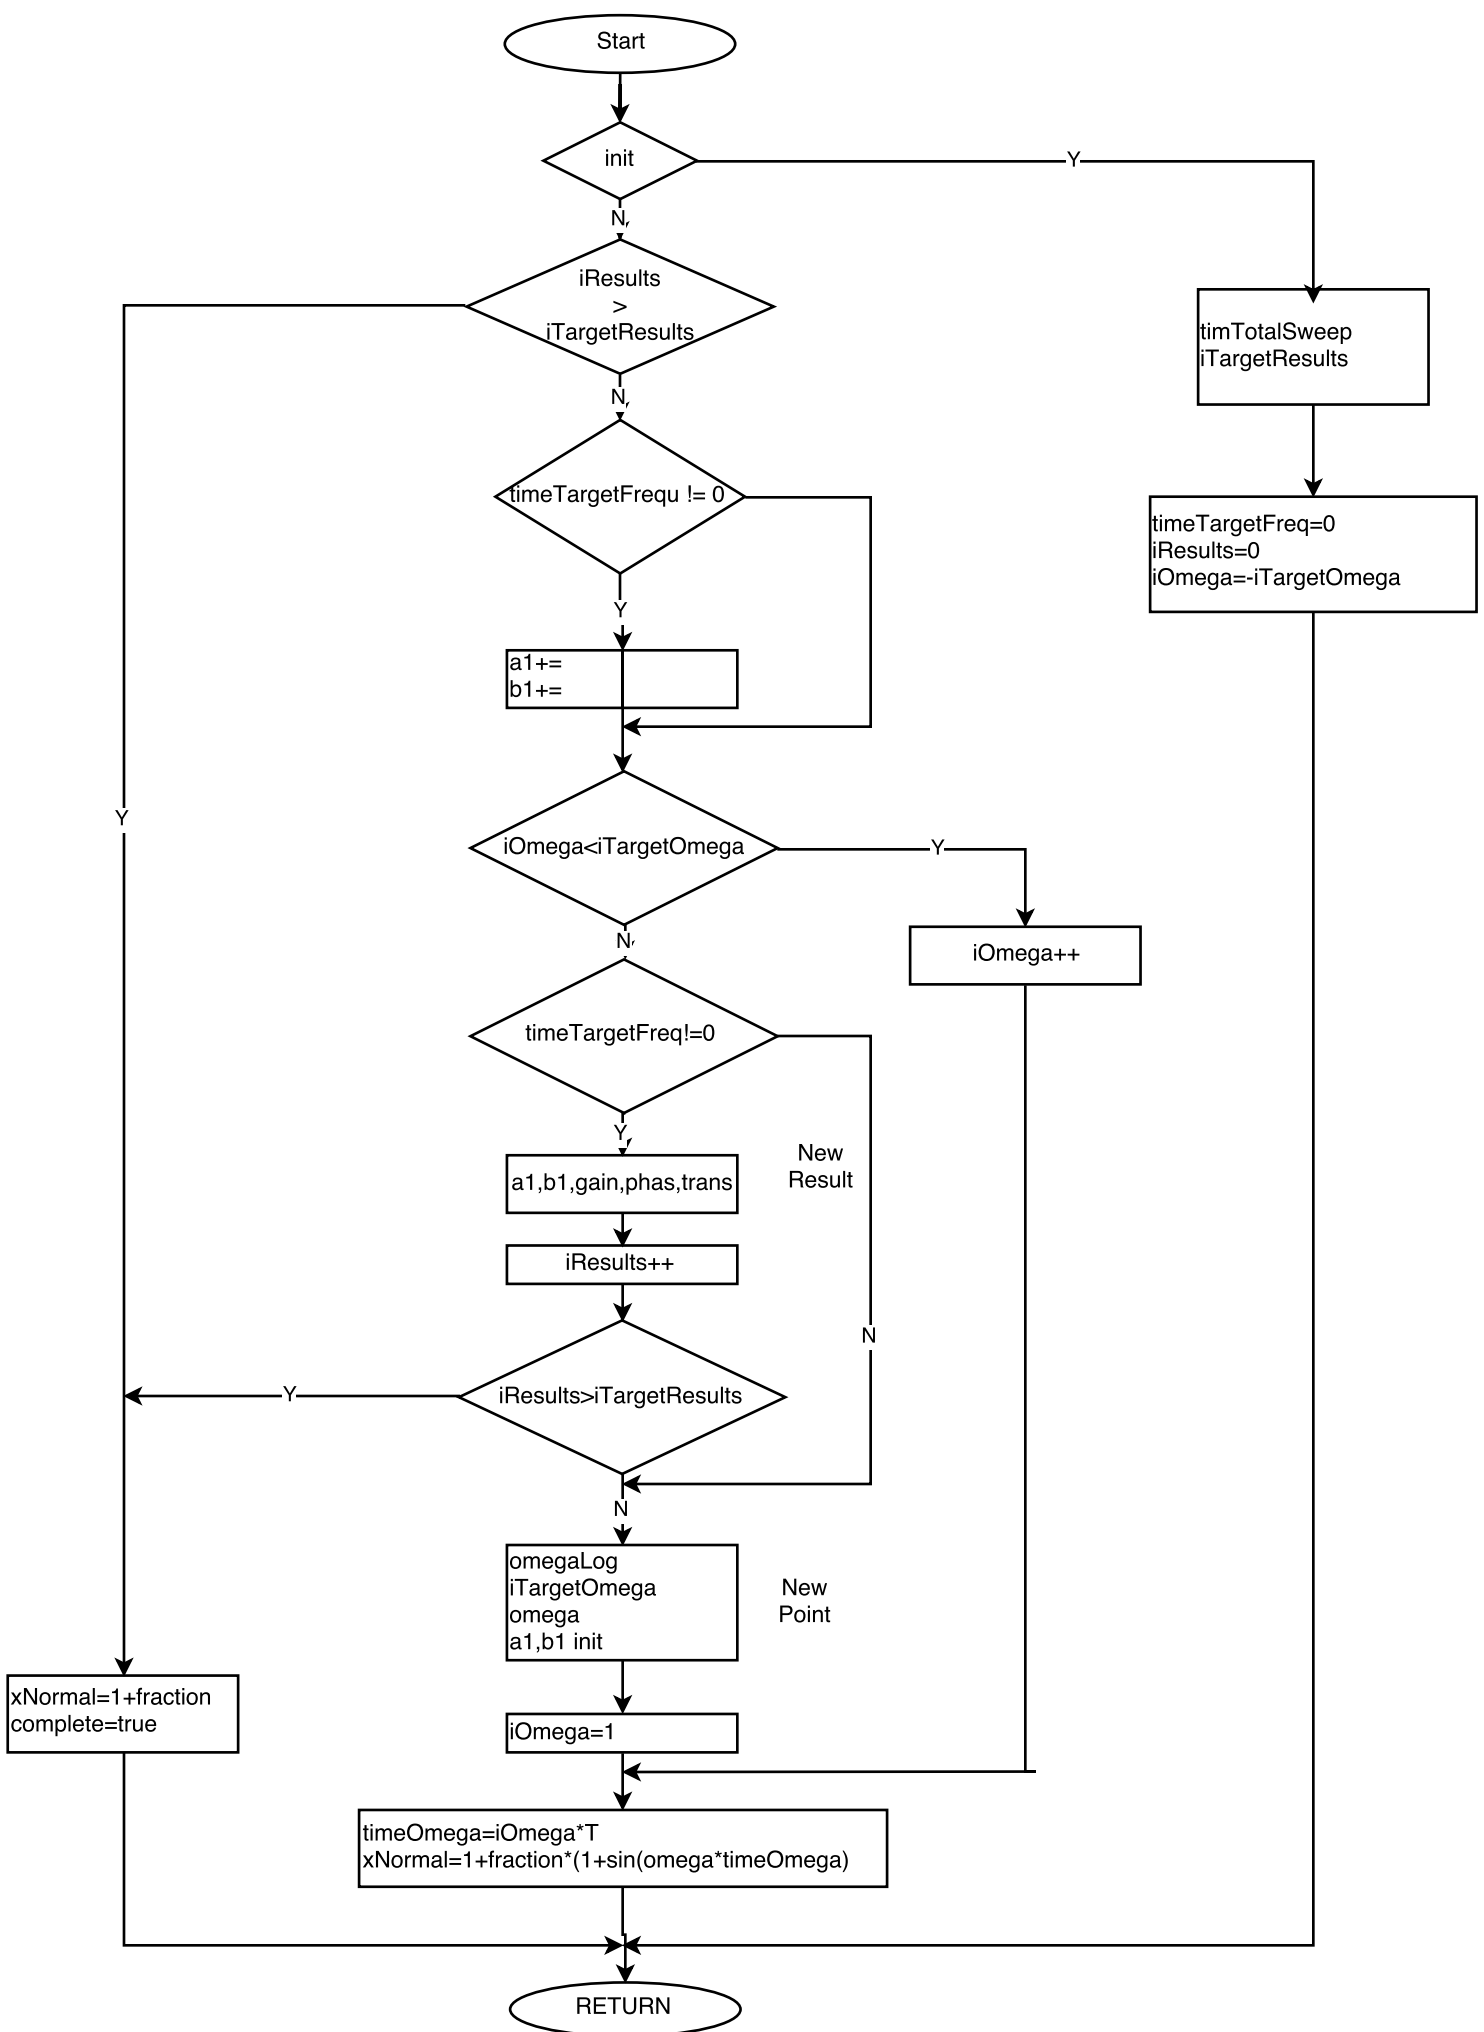 Start
init
Y
N
iResults
>
iTargetResults
timTotalSweep
iTargetResults
N
timeTargetFrequ != 0
timeTargetFreq=0
iResults=0
iOmega=-iTargetOmega
Y
a1+=
b1+=
Y
iOmega<iTargetOmega
Y
N
iOmega++
timeTargetFreq!=0
Y
New
Result
a1,b1,gain,phas,trans
iResults++
N
Y
iResults>iTargetResults
N
omegaLog
iTargetOmega
omega
a1,b1 init
New
Point
xNormal=1+fraction
complete=true
iOmega=1
timeOmega=iOmega*T
xNormal=1+fraction*(1+sin(omega*timeOmega)
RETURN